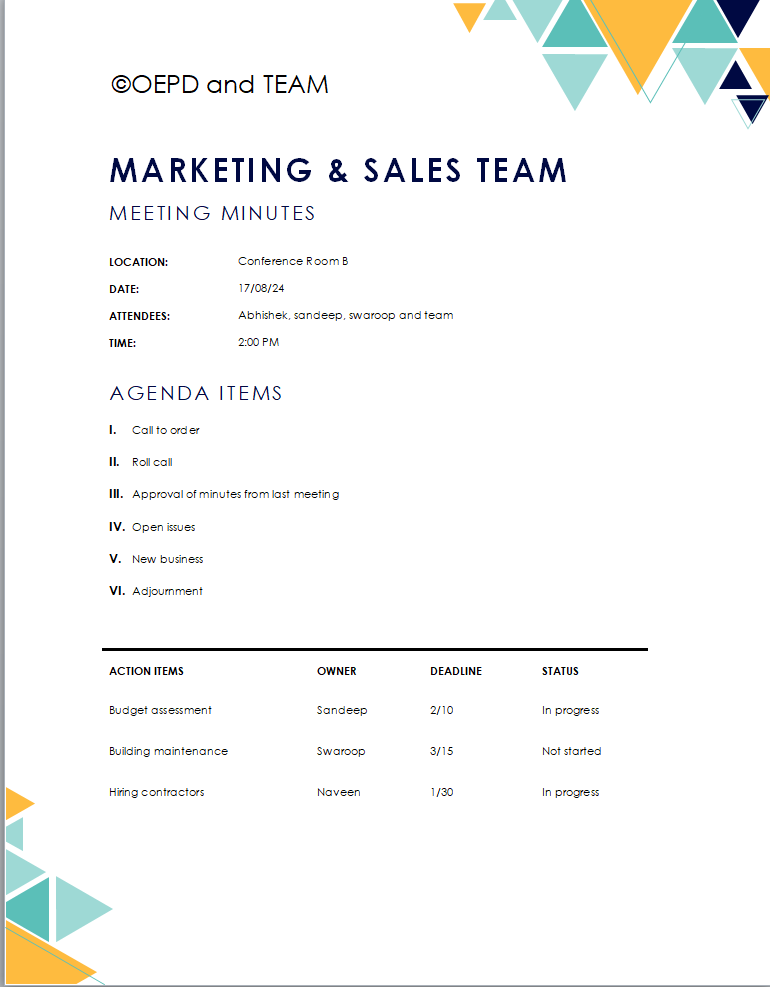 ©OEPD and TEAM
MARKETING & SALES TEAM
MEETING MINUTES
LOCATION: Conference Room B
DATE: 17/08/24
ATTENDEES: Abhishek, sandeep, swaroop and team
TIME: 2:00 PM
AGENDA ITEMS
I. Call to order
II. Roll call
III. Approval of minutes from last meeting
IV. Open issues
V. New business
VI. Adjournment
ACTION ITEMS OWNER DEADLINE STATUS
Budget assessment Sandeep 2/10 In progress
Building maintenance Swaroop 3/15 Not started
Hiring contractors Naveen 1/30 In progress